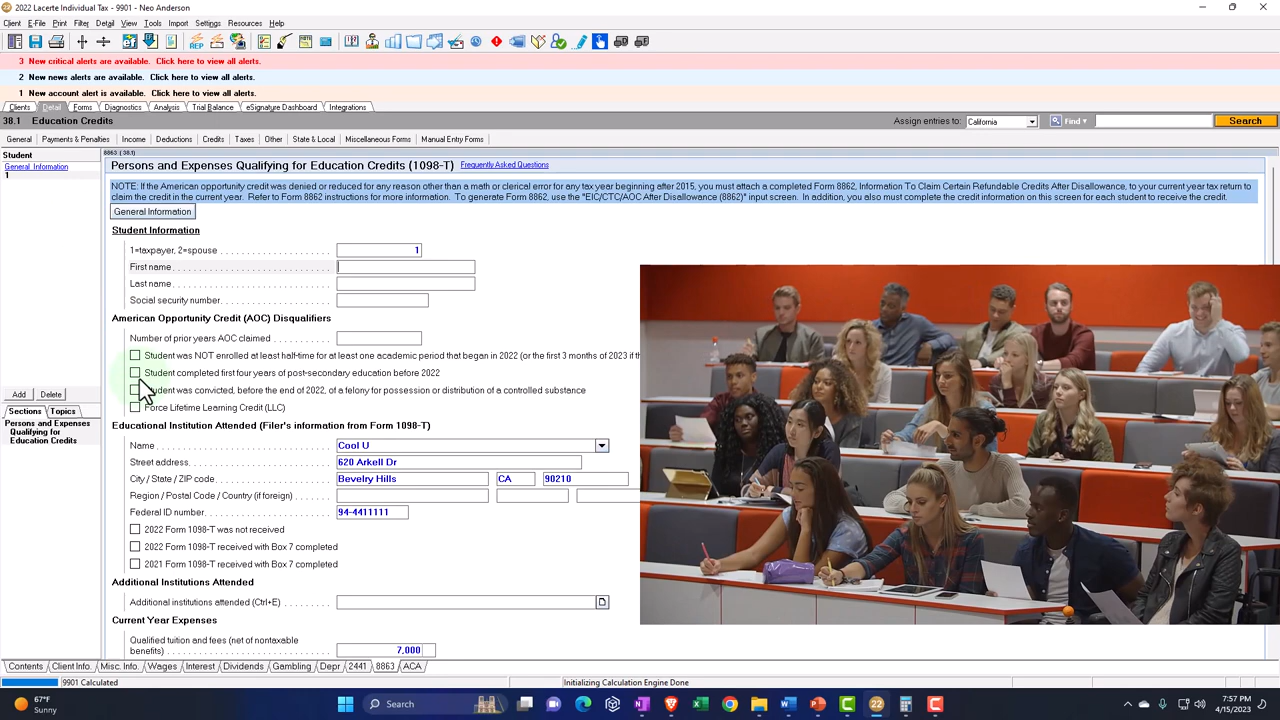 2022 Lacerte Individual Tax - 9901 - Neo Anderson
Client E-File Print Filter Detail View Tools Import Settings Resources Help
3 New critical alerts are available. Click here to view all alerts.
2 New news alerts are available. Click here to view all alerts.
1 New account alert is available. Click here to view all alerts.
Clients Detail Forms Diagnostics Analysis Trial Balance eSignature Dashboard Integrations
38.1 Education Credits Assign entries to: California Find Search
General Payments & Penalties Income Deductions Credits Taxes Other State & Local Miscellaneous Forms Manual Entry Forms
Student
General Information
1
8863 (38.1)
Persons and Expenses Qualifying for Education Credits (1098-T) Frequently Asked Questions
NOTE: If the American opportunity credit was denied or reduced for any reason other than a math or clerical error for any tax year beginning after 2015, you must attach a completed Form 8862, Information To Claim Certain Refundable Credits After Disallowance, to your current year tax return to
claim the credit in the current year. Refer to Form 8862 instructions for more information. To generate Form 8862, use the "EIC/CTC/AOC After Disallowance (8862)" input screen. In addition, you also must complete the credit information on this screen for each student to receive the credit.
General Information
Student Information
1=taxpayer, 2=spouse 1
First name
Last name
Social security number
American Opportunity Credit (AOC) Disqualifiers
Number of prior years AOC claimed
Student was NOT enrolled at least half-time for at least one academic period that began in 2022 (or the first 3 months of 2023 if th
Student completed first four years of post-secondary education before 2022
Student was convicted, before the end of 2022, of a felony for possession or distribution of a controlled substance
Force Lifetime Learning Credit (LLC)
Add Delete
Sections Topics
Persons and Expenses
Qualifying for
Education Credits
Educational Institution Attended (Filer's information from Form 1098-T)
Name Cool U
Street address 620 Arkell Dr
City / State / ZIP code Bevelry Hills CA 90210
Region / Postal Code / Country (if foreign)
Federal ID number 94-4411111
2022 Form 1098-T was not received
2022 Form 1098-T received with Box 7 completed
2021 Form 1098-T received with Box 7 completed
Additional Institutions Attended
Additional institutions attended (Ctrl+E)
Current Year Expenses
Qualified tuition and fees (net of nontaxable
benefits) 7,000
Contents Client Info. Misc. Info. Wages Interest Dividends Gambling Depr 2441 8863 ACA
9901 Calculated Initializing Calculation Engine Done
67°F
Sunny
Search
7:57 PM
4/15/2023